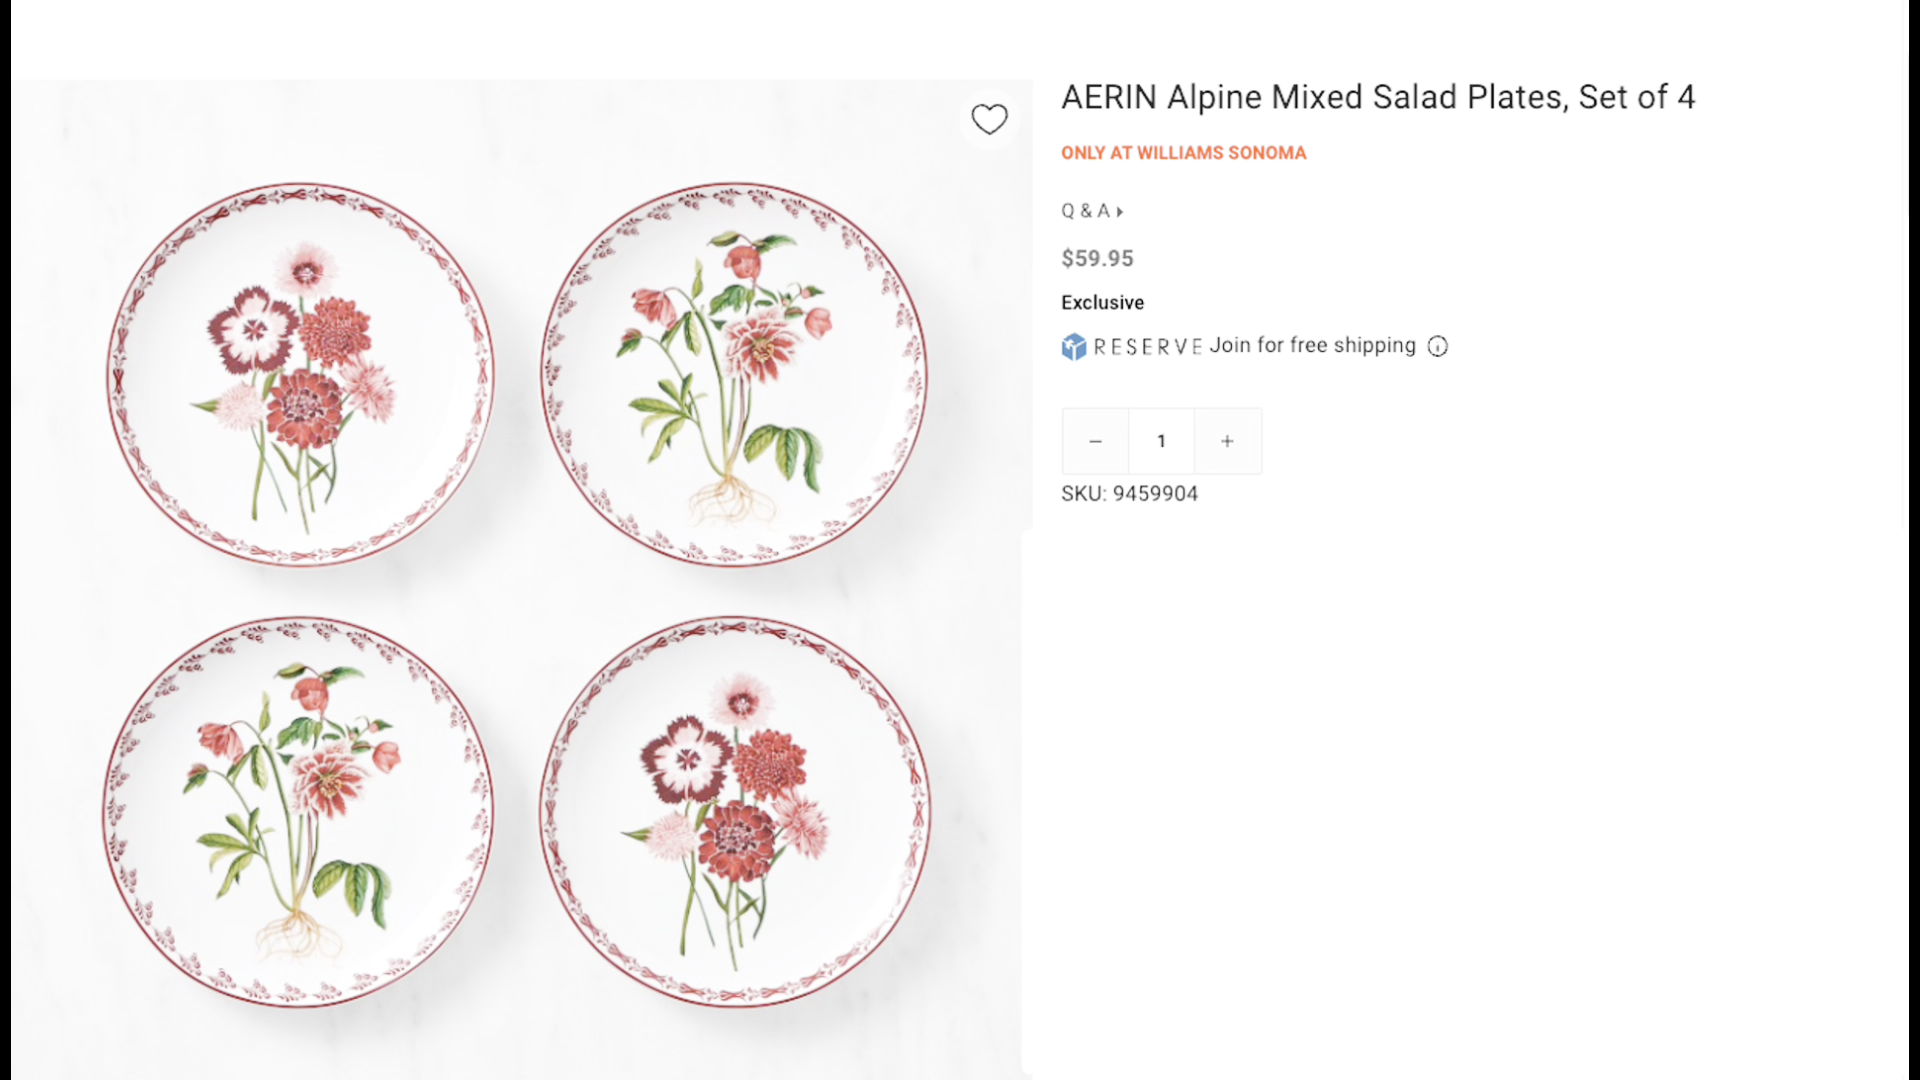 AERIN Alpine Mixed Salad Plates, Set of 4
ONLY AT WILLIAMS SONOMA
Q & A
$59.95
Exclusive
RESERVE Join for free shipping
1
SKU: 9459904